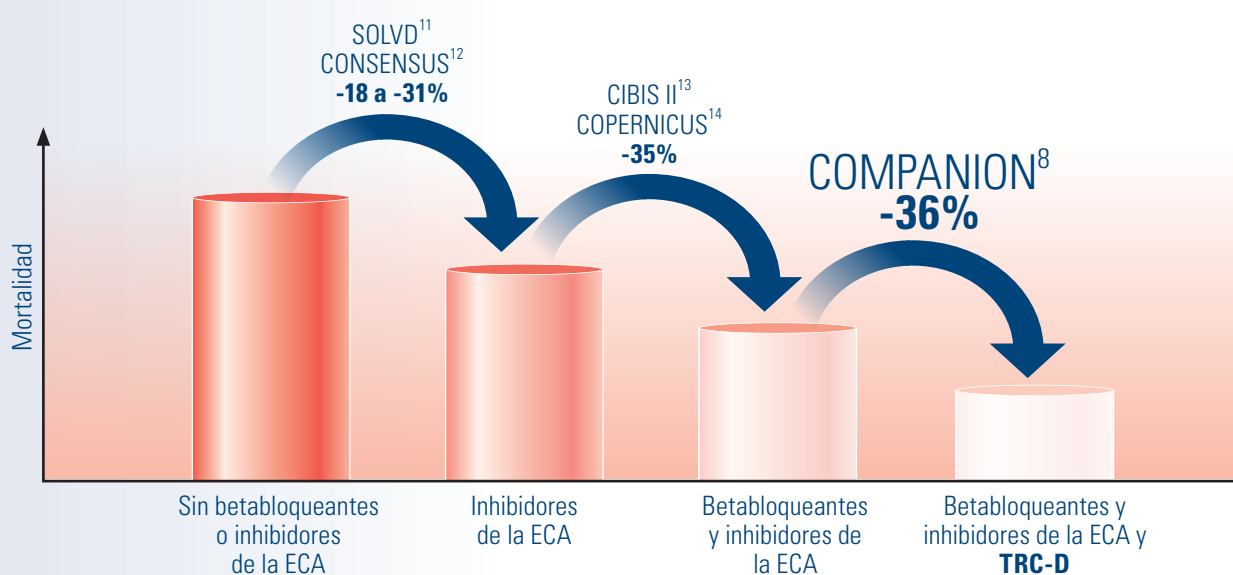 SOLVD11
CONSENSUS12
-18 a -31%
CIBIS II13
COPERNICUS14
-35%
COMPANION8
-36%
Mortalidad
Sin betabloqueantes
o inhibidores
de la ECA
Inhibidores
de la ECA
Betabloqueantes
y inhibidores de
la ECA
Betabloqueantes y
inhibidores de la ECA y
TRC-D